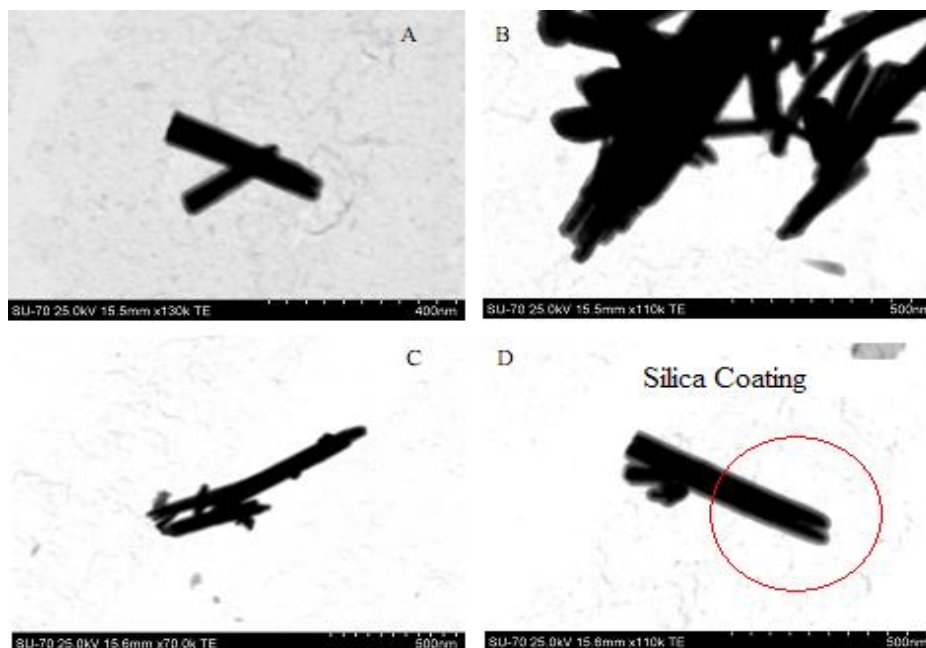 A
B
SU-70 25.0kV 15.5mm x130k TE 400nm
SU-70 25.0kV 15.5mm x110k TE 500nm
C
D
Silica Coating
SU-70 25.0kV 15.6mm x70.0k TE 500nm
SU-70 25.0kV 15.6mm x110k TE 500nm